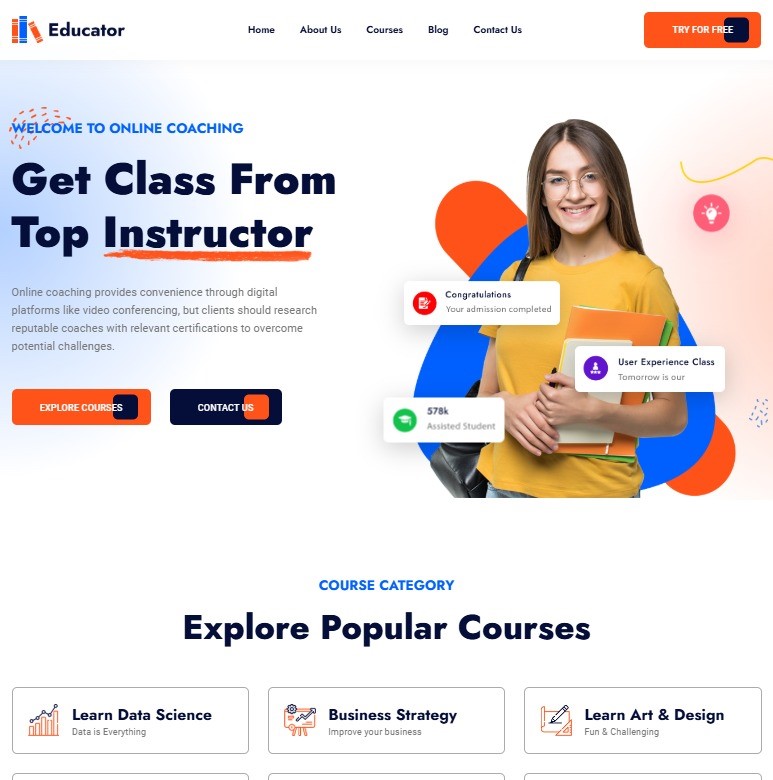 Educator
Home
About Us
Courses
Blog
Contact Us
TRY FOR FREE
WELCOME TO ONLINE COACHING
Get Class From
Top Instructor
Online coaching provides convenience through digital
platforms like video conferencing, but clients should research
reputable coaches with relevant certifications to overcome
potential challenges.
EXPLORE COURSES
CONTACT US
Congratulations
Your admission completed
User Experience Class
Tomorrow is our
578k
Assisted Student
COURSE CATEGORY
Explore Popular Courses
Learn Data Science
Data is Everything
Business Strategy
Improve your business
Learn Art & Design
Fun & Challenging